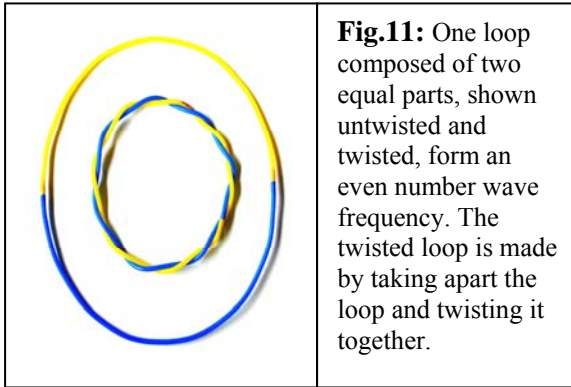 Fig.11: One loop
composed of two
equal parts, shown
untwisted and
twisted, form an
even number wave
frequency. The
twisted loop is made
by taking apart the
loop and twisting it
together.